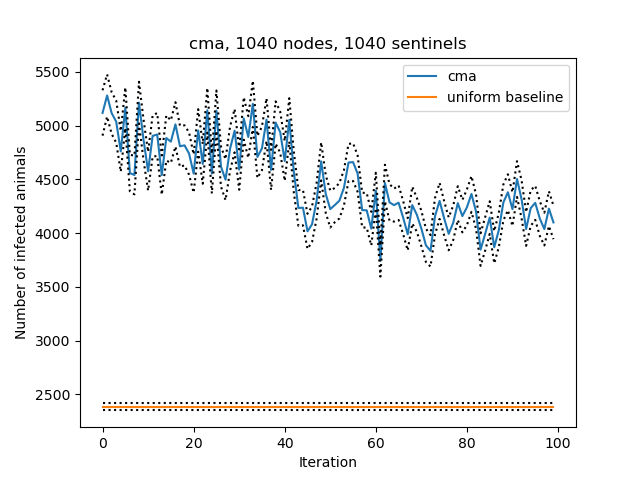 cma, 1040 nodes, 1040 sentinels
cma
uniform baseline
Number of infected animals
5500
5000
4500
4000
3500
3000
2500
0 20 40 60 80 100
Iteration